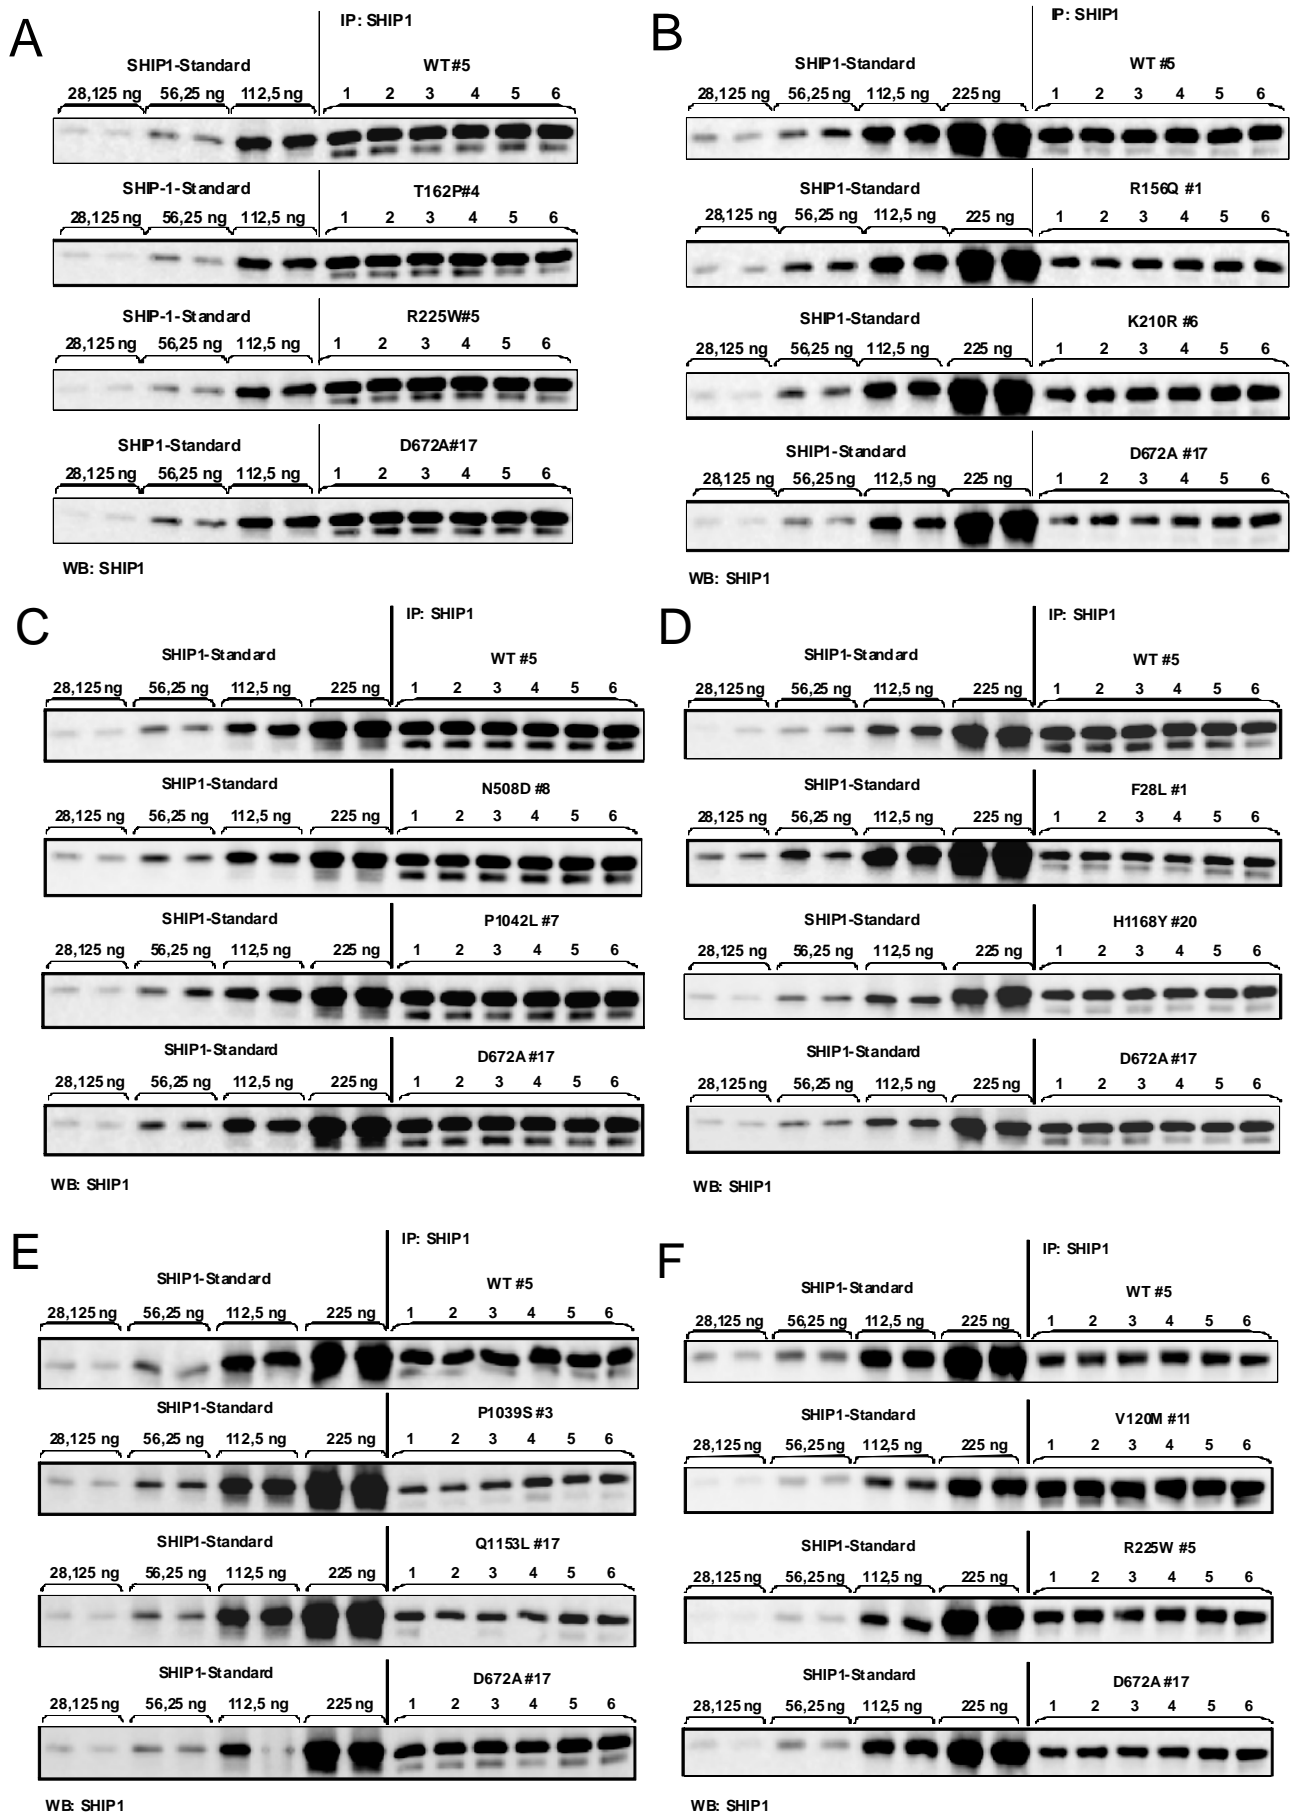 A
IP: SHIP1
SHIP1-Standard WT#5
28,125 ng 56,25 ng 112,5 ng 1 2 3 4 5 6
SHIP-1-Standard T162P#4
28,125 ng 56,25 ng 112,5 ng 1 2 3 4 5 6
SHIP-1-Standard R225W#5
28,125 ng 56,25 ng 112,5 ng 1 2 3 4 5 6
SHIP1-Standard D672A#17
28,125 ng 56,25 ng 112,5 ng 1 2 3 4 5 6
WB: SHIP1
B
IP: SHIP1
SHIP1-Standard WT #5
28,125 ng 56,25 ng 112,5 ng 225 ng 1 2 3 4 5 6
SHIP1-Standard R156Q #1
28,125 ng 56,25 ng 112,5 ng 225 ng 1 2 3 4 5 6
SHIP1-Standard K210R #6
28,125 ng 56,25 ng 112,5 ng 225 ng 1 2 3 4 5 6
SHIP1-Standard D672A #17
28,125 ng 56,25 ng 112,5 ng 225 ng 1 2 3 4 5 6
WB: SHIP1
C
IP: SHIP1
SHIP1-Standard WT #5
28,125 ng 56,25 ng 112,5 ng 225 ng 1 2 3 4 5 6
SHIP1-Standard N508D #8
28,125 ng 56,25 ng 112,5 ng 225 ng 1 2 3 4 5 6
SHIP1-Standard P1042L #7
28,125 ng 56,25 ng 112,5 ng 225 ng 1 2 3 4 5 6
SHIP1-Standard D672A #17
28,125 ng 56,25 ng 112,5 ng 225 ng 1 2 3 4 5 6
WB: SHIP1
D
IP: SHIP1
SHIP1-Standard WT #5
28,125 ng 56,25 ng 112,5 ng 225 ng 1 2 3 4 5 6
SHIP1-Standard F28L #1
28,125 ng 56,25 ng 112,5 ng 225 ng 1 2 3 4 5 6
SHIP1-Standard H1168Y #20
28,125 ng 56,25 ng 112,5 ng 225 ng 1 2 3 4 5 6
SHIP1-Standard D672A #17
28,125 ng 56,25 ng 112,5 ng 225 ng 1 2 3 4 5 6
WB: SHIP1
E
IP: SHIP1
SHIP1-Standard WT #5
28,125 ng 56,25 ng 112,5 ng 225 ng 1 2 3 4 5 6
SHIP1-Standard P1039S #3
28,125 ng 56,25 ng 112,5 ng 225 ng 1 2 3 4 5 6
SHIP1-Standard Q1153L #17
28,125 ng 56,25 ng 112,5 ng 225 ng 1 2 3 4 5 6
SHIP1-Standard D672A #17
28,125 ng 56,25 ng 112,5 ng 225 ng 1 2 3 4 5 6
WB: SHIP1
F
IP: SHIP1
SHIP1-Standard WT #5
28,125 ng 56,25 ng 112,5 ng 225 ng 1 2 3 4 5 6
SHIP1-Standard V120M #11
28,125 ng 56,25 ng 112,5 ng 225 ng 1 2 3 4 5 6
SHIP1-Standard R225W #5
28,125 ng 56,25 ng 112,5 ng 225 ng 1 2 3 4 5 6
SHIP1-Standard D672A #17
28,125 ng 56,25 ng 112,5 ng 225 ng 1 2 3 4 5 6
WB: SHIP1